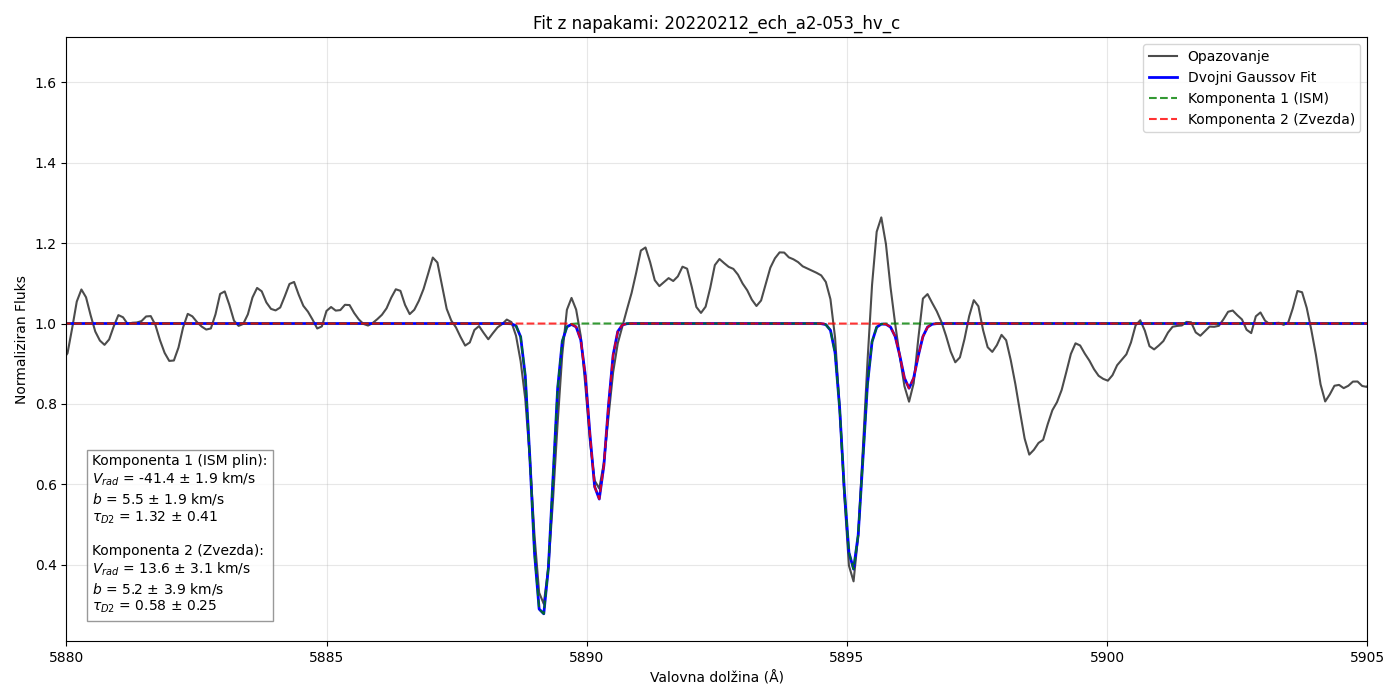 Fit z napakami: 20220212_ech_a2-053_hv_c
Normaliziran Fluks
1.6
1.4
1.2
1.0
0.8
0.6
0.4
Opazovanje
Dvojni Gaussov Fit
Komponenta 1 (ISM)
Komponenta 2 (Zvezda)
Komponenta 1 (ISM plin):
V_rad = -41.4 ± 1.9 km/s
b = 5.5 ± 1.9 km/s
τ_D2 = 1.32 ± 0.41
Komponenta 2 (Zvezda):
V_rad = 13.6 ± 3.1 km/s
b = 5.2 ± 3.9 km/s
τ_D2 = 0.58 ± 0.25
5880
5885
5890
5895
5900
5905
Valovna dolžina (Å)